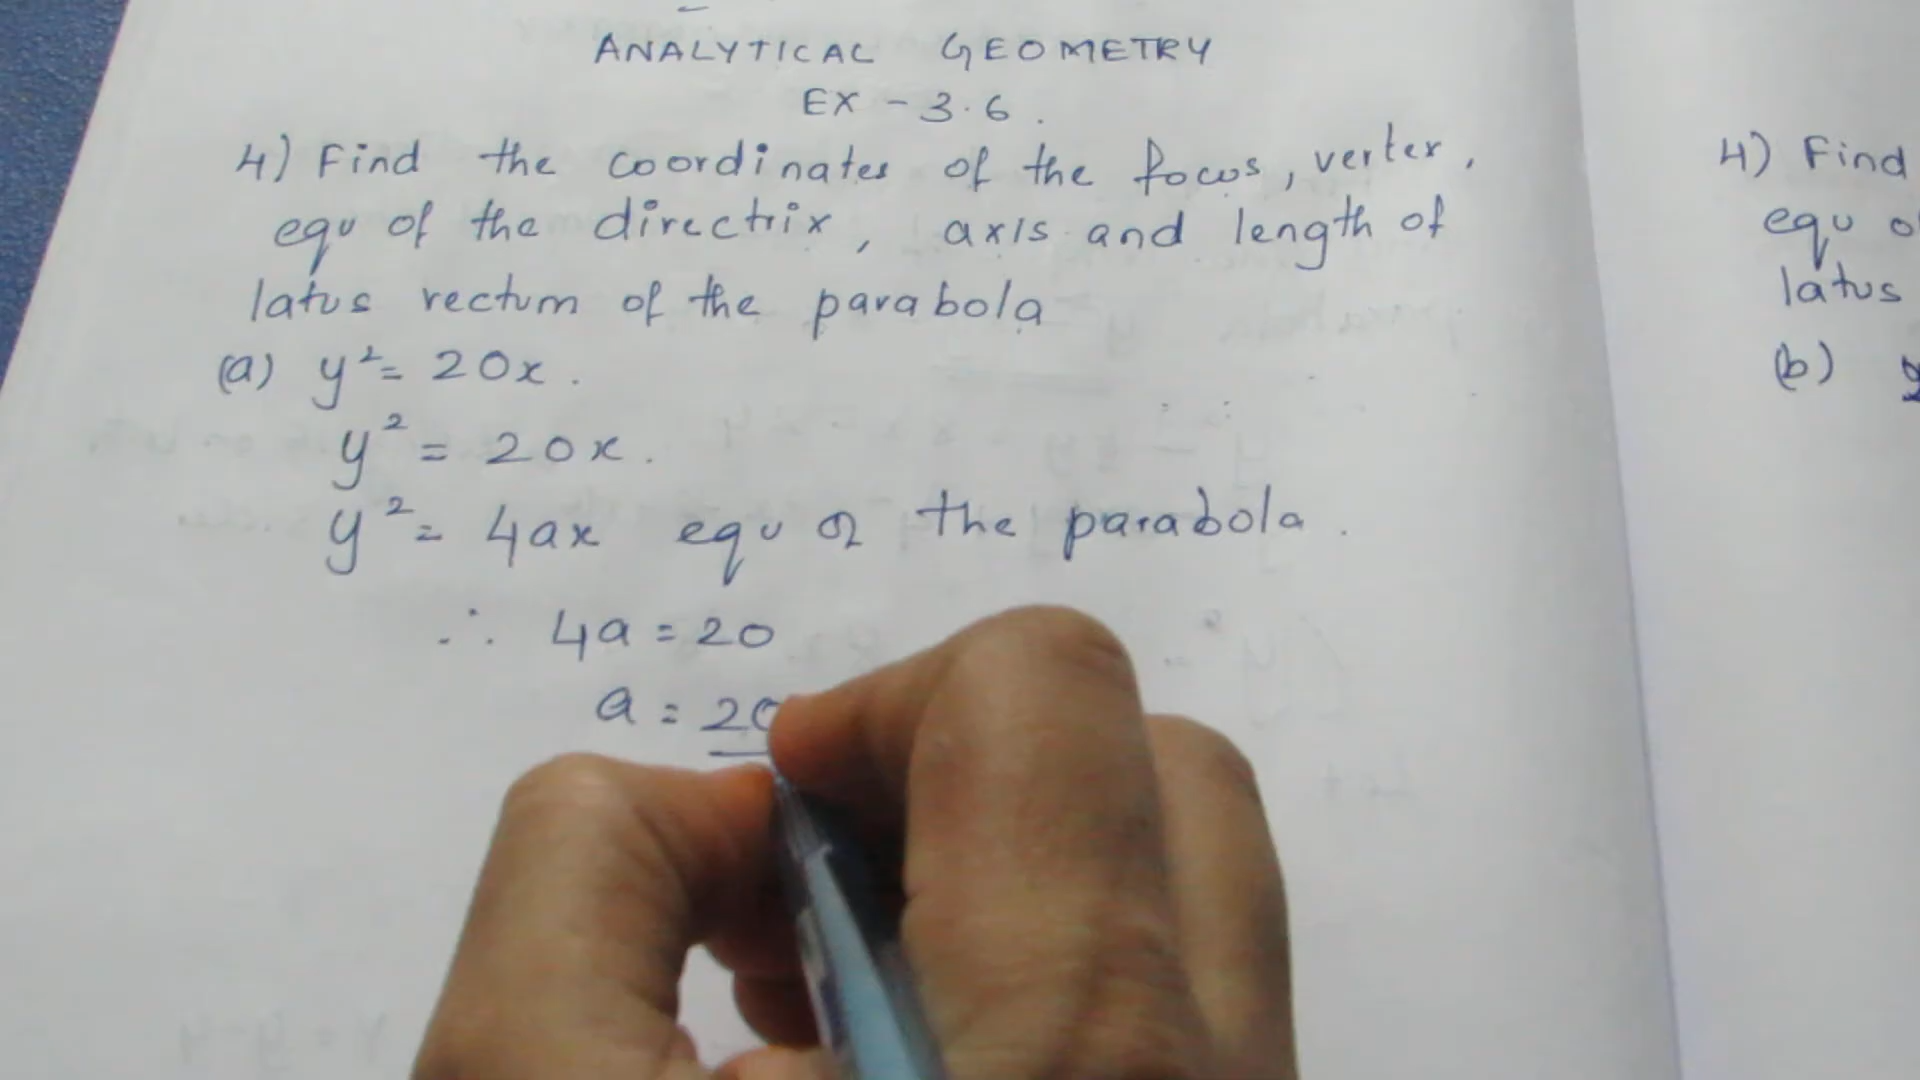 ANALYTICAL GEOMETRY
EX - 3.6.
4) Find the coordinates of the focus, vertex,
equ of the directrix, axis and length of
latus rectum of the parabola
(a) y² = 20x.
y² = 20x.
y² = 4ax equ of the parabola.
∴ 4a = 20
a = 20
4) Find
equ of
latus
(b)